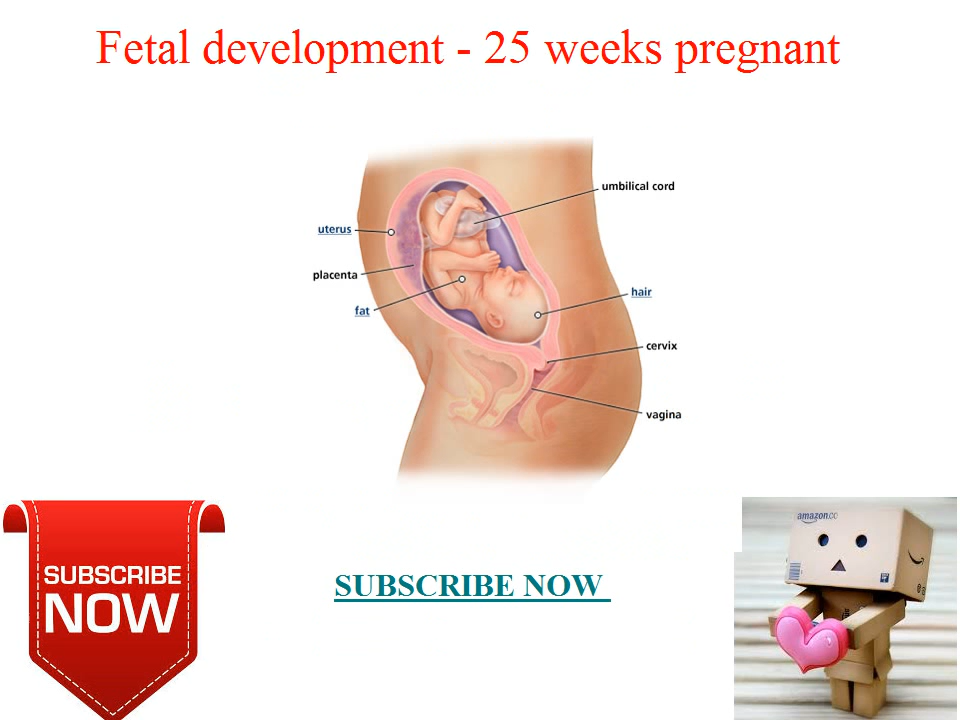 Fetal development - 25 weeks pregnant
umbilical cord
uterus
placenta
hair
fat
cervix
vagina
amazon.co
SUBSCRIBE
NOW
SUBSCRIBE NOW